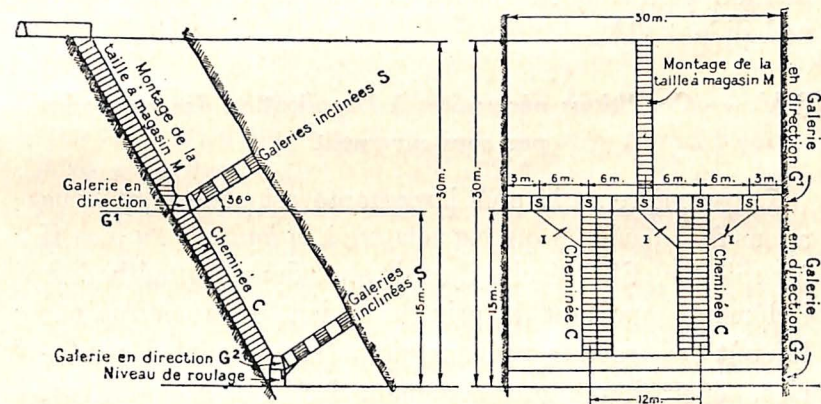 Montage de la
taille à magasin M
Galeries inclinées S
Galerie en
direction
G¹
36º
Cheminée C
Galeries
inclinées S
Galerie en direction G²
Niveau de roulage
30m.
15m.
50m.
30m.
15m.
Montage de la
taille à magasin M
3m.
6m.
6m.
6m.
6m.
3m.
S
S
S
I
I
I
Cheminée C
Cheminée C
12m.
Galerie
en direction G¹
Galerie
en direction G²